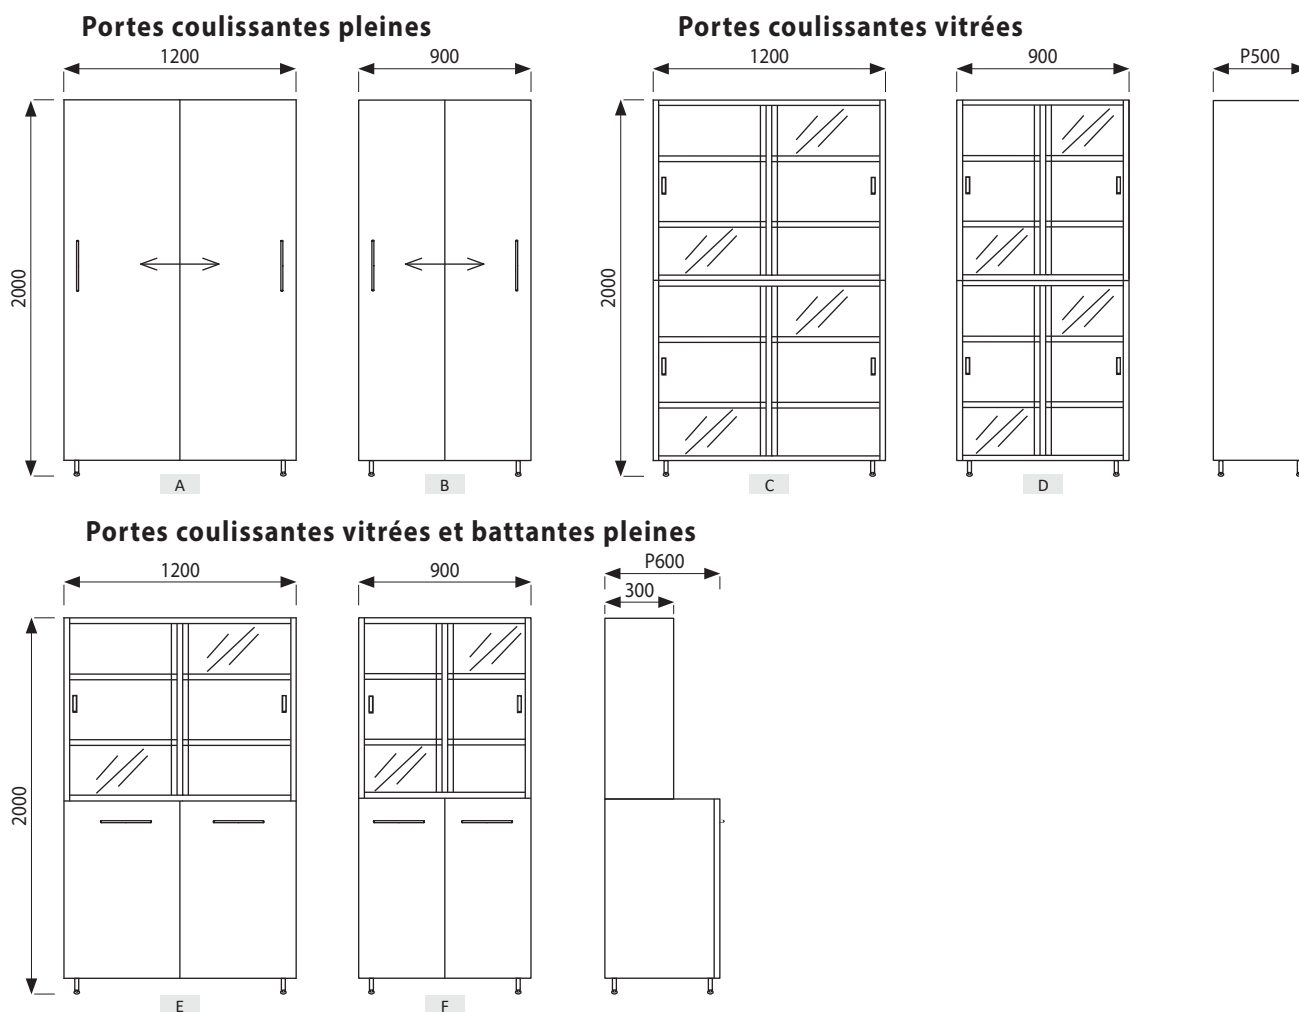 Portes coulissantes pleines
Portes coulissantes vitrées
1200
900
1200
900
P500
2000
2000
A
B
C
D
Portes coulissantes vitrées et battantes pleines
1200
900
P600
300
2000
E
F